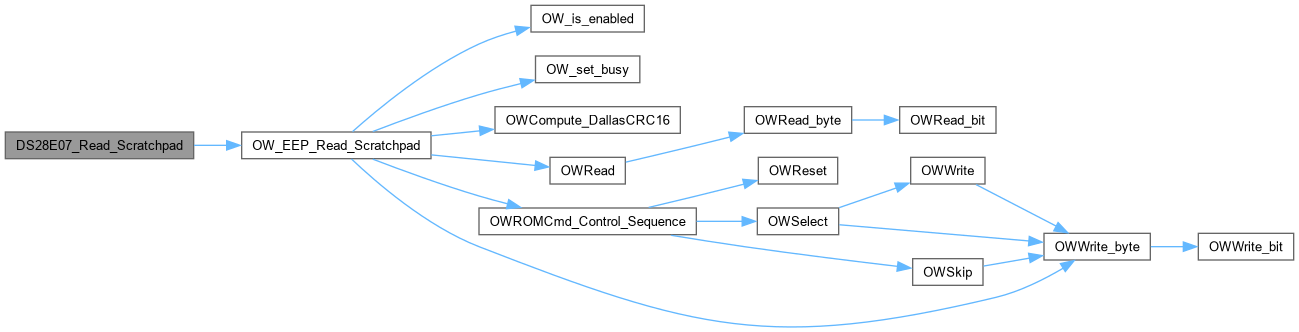 DS28E07_Read_Scratchpad
OW_EEP_Read_Scratchpad
OW_is_enabled
OW_set_busy
OWCompute_DallasCRC16
OWRead
OWROMCmd_Control_Sequence
OWRead_byte
OWRead_bit
OWReset
OWSelect
OWWrite
OWSkip
OWWrite_byte
OWWrite_bit